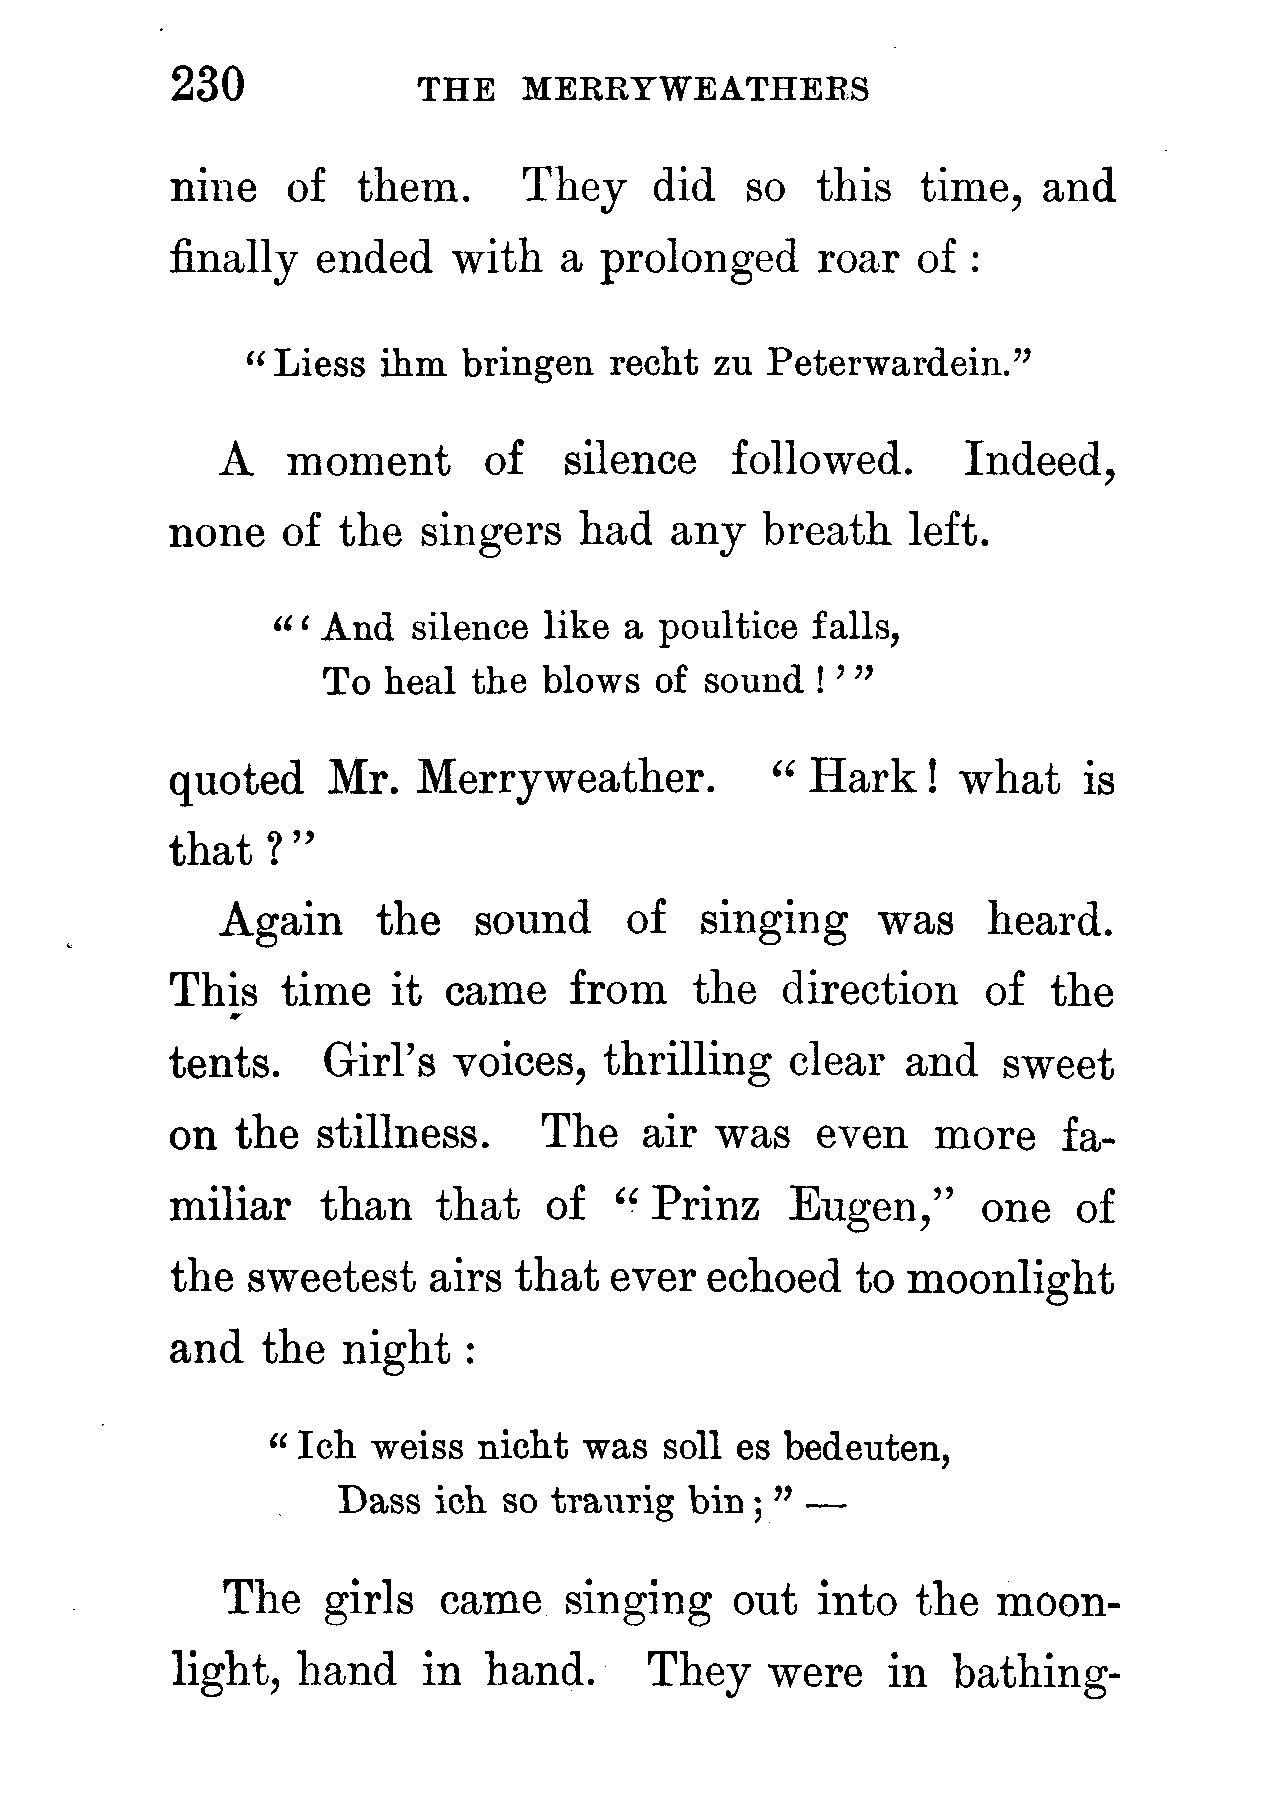 230 THE MERRYWEATHERS
nine of them. They did so this time, and
finally ended with a prolonged roar of :
“ Liess ihm bringen recht zu Peterwardein.”
A moment of silence followed. Indeed,
none of the singers had any breath left.
“ ‘ And silence like a poultice falls,
To heal the blows of sound ! ’ ”
quoted Mr. Merryweather. “ Hark ! what is
that ? ”
Again the sound of singing was heard.
This time it came from the direction of the
tents. Girl’s voices, thrilling clear and sweet
on the stillness. The air was even more fa-
miliar than that of “ Prinz Eugen,” one of
the sweetest airs that ever echoed to moonlight
and the night :
“ Ich weiss nicht was soll es bedeuten,
Dass ich so traurig bin ; ” —
The girls came singing out into the moon-
light, hand in hand. They were in bathing-